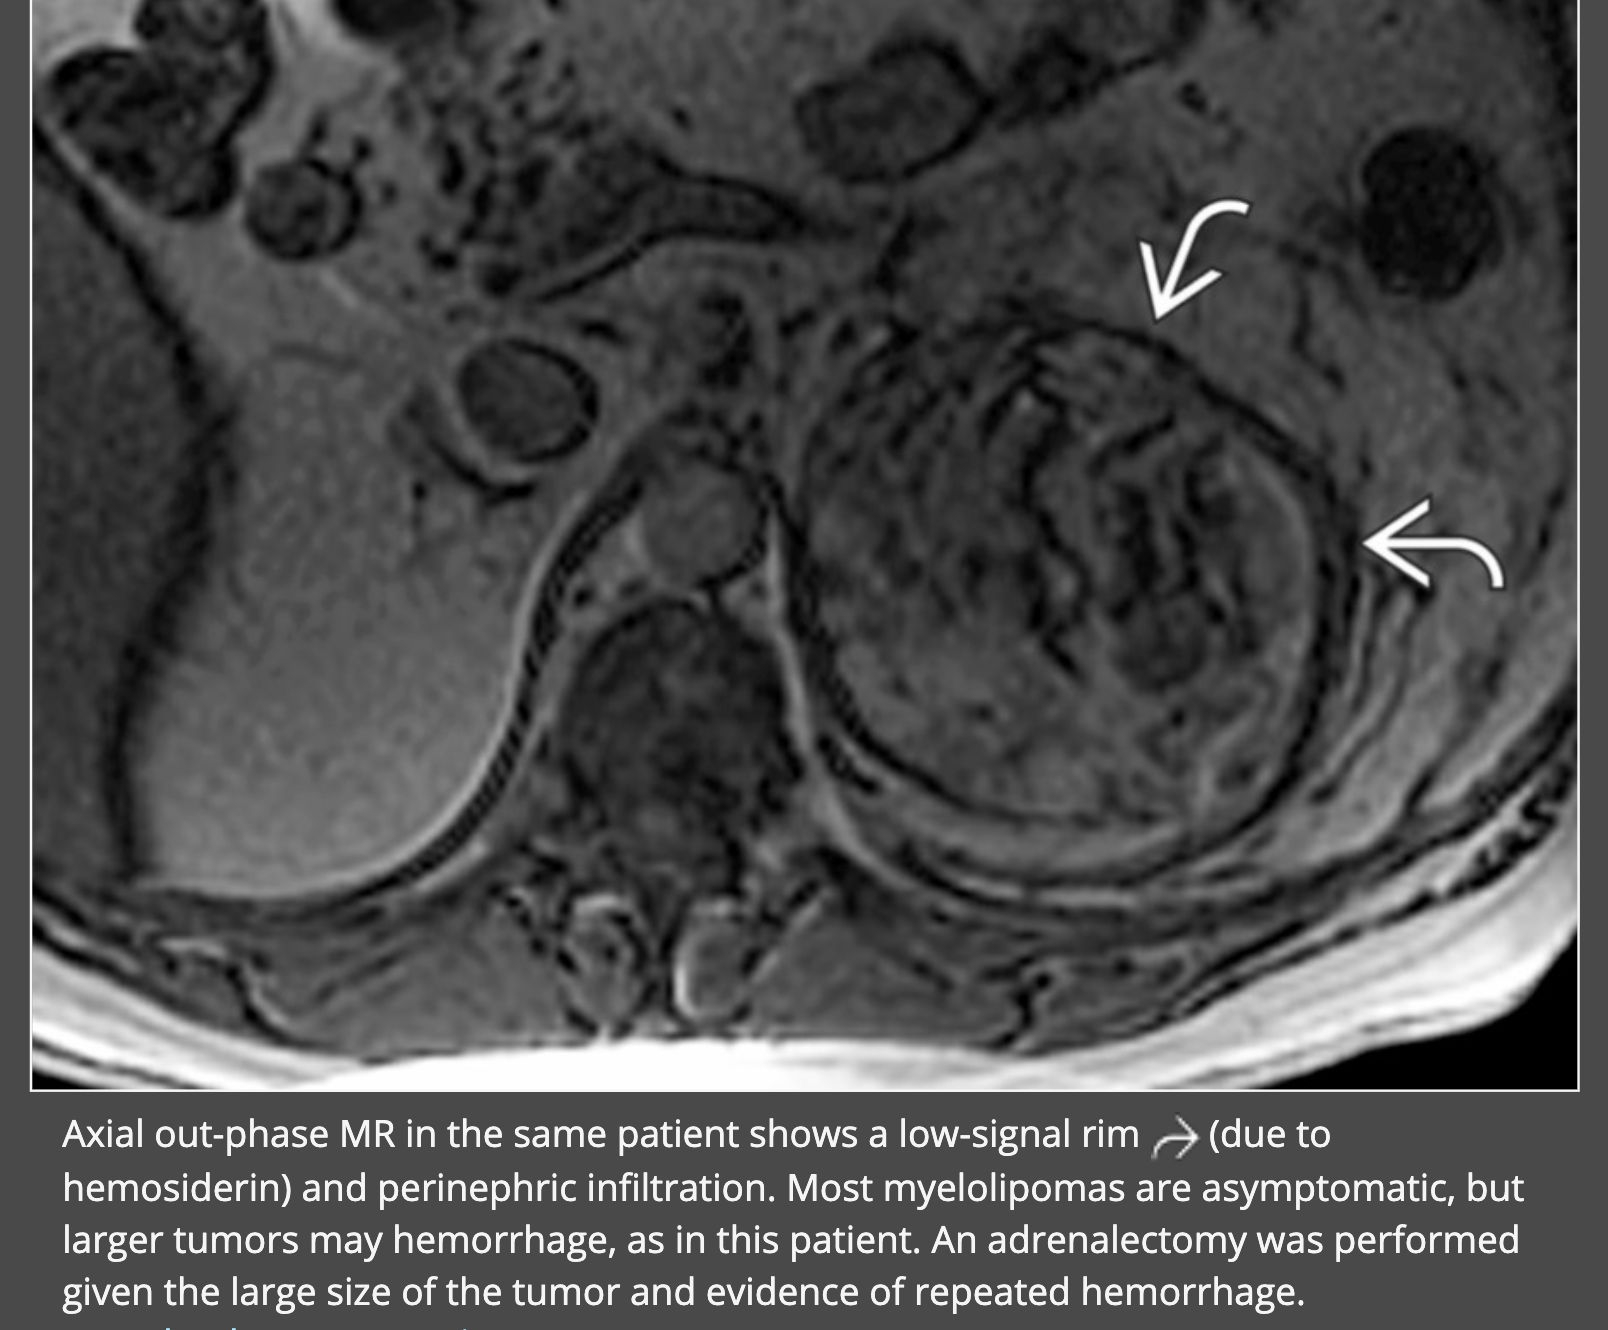 Axial out-phase MR in the same patient shows a low-signal rim (due to
hemosiderin) and perinephric infiltration. Most myelolipomas are asymptomatic, but
larger tumors may hemorrhage, as in this patient. An adrenalectomy was performed
given the large size of the tumor and evidence of repeated hemorrhage.